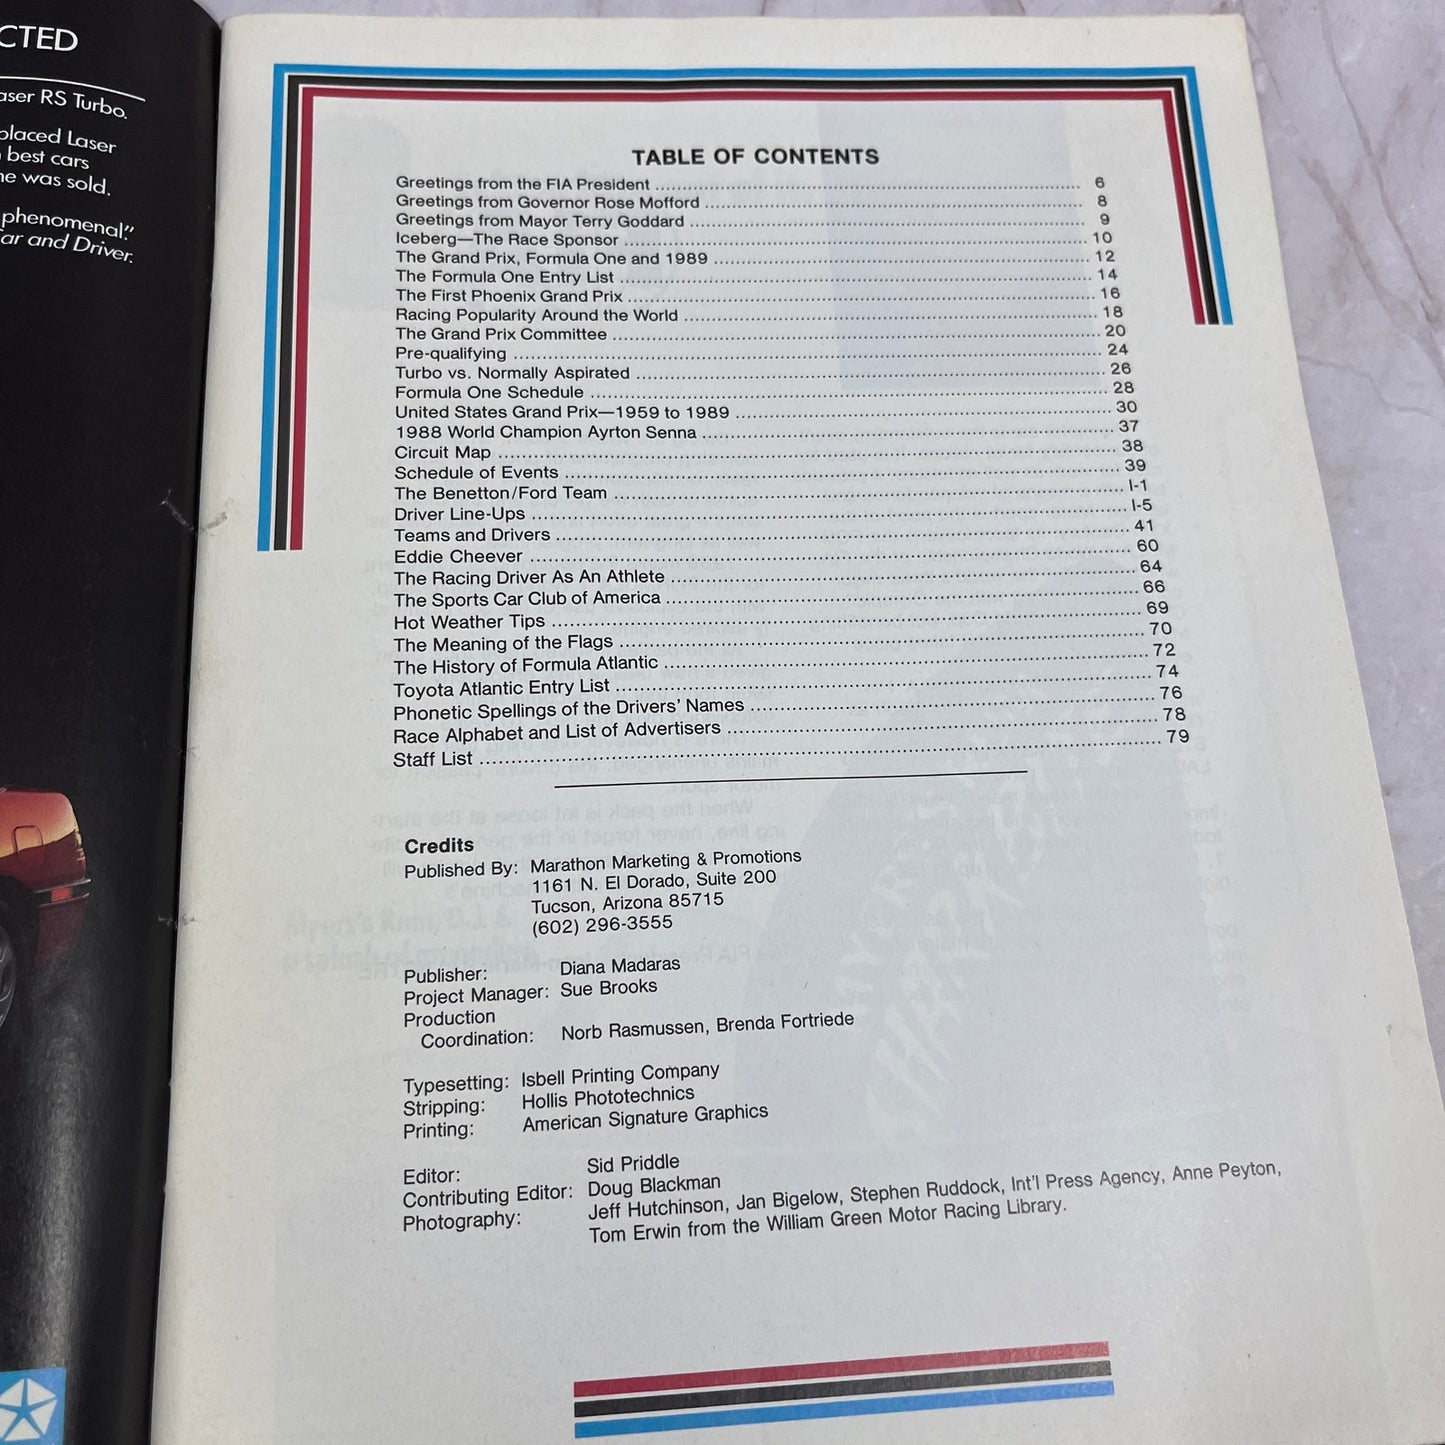 CTED
aser RS Turbo.
placed Laser
best cars
was sold.
phenomenal."
ar and Driver.
TABLE OF CONTENTS
Greetings from the FIA President 6
Greetings from Governor Rose Mofford 8
Greetings from Mayor Terry Goddard 9
Iceberg—The Race Sponsor 10
The Grand Prix, Formula One and 1989 12
The Formula One Entry List 14
The First Phoenix Grand Prix 16
Racing Popularity Around the World 18
The Grand Prix Committee 20
Pre-qualifying 24
Turbo vs. Normally Aspirated 26
Formula One Schedule 28
United States Grand Prix—1959 to 1989 30
1988 World Champion Ayrton Senna 37
Circuit Map 38
Schedule of Events 39
The Benetton/Ford Team I-1
Driver Line-Ups I-5
Teams and Drivers 41
Eddie Cheever 60
The Racing Driver As An Athlete 64
The Sports Car Club of America 66
Hot Weather Tips 69
The Meaning of the Flags 70
The History of Formula Atlantic 72
Toyota Atlantic Entry List 74
Phonetic Spellings of the Drivers' Names 76
Race Alphabet and List of Advertisers 78
Staff List 79
Credits
Published By: Marathon Marketing & Promotions
1161 N. El Dorado, Suite 200
Tucson, Arizona 85715
(602) 296-3555
Publisher: Diana Madaras
Project Manager: Sue Brooks
Production
Coordination: Norb Rasmussen, Brenda Fortriede
Typesetting: Isbell Printing Company
Stripping: Hollis Phototechnics
Printing: American Signature Graphics
Editor: Sid Priddle
Contributing Editor: Doug Blackman
Photography: Jeff Hutchinson, Jan Bigelow, Stephen Ruddock, Int'l Press Agency, Anne Peyton,
Tom Erwin from the William Green Motor Racing Library.